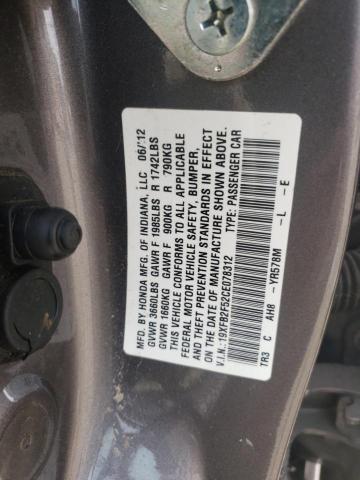 MFD. BY HONDA MFG. OF INDIANA, LLC 06/12
GVWR 3660LBS GAWR F 1985LBS R 1742LBS
GVWR 1660KG GAWR F 900KG R 790KG
THIS VEHICLE CONFORMS TO ALL APPLICABLE
FEDERAL MOTOR VEHICLE SAFETY, BUMPER,
AND THEFT PREVENTION STANDARDS IN EFFECT
ON THE DATE OF MANUFACTURE SHOWN ABOVE.
V.I.N.:19XFB2F52CE078312 TYPE: PASSENGER CAR
TR3 C AH8 -YR578M -L -E